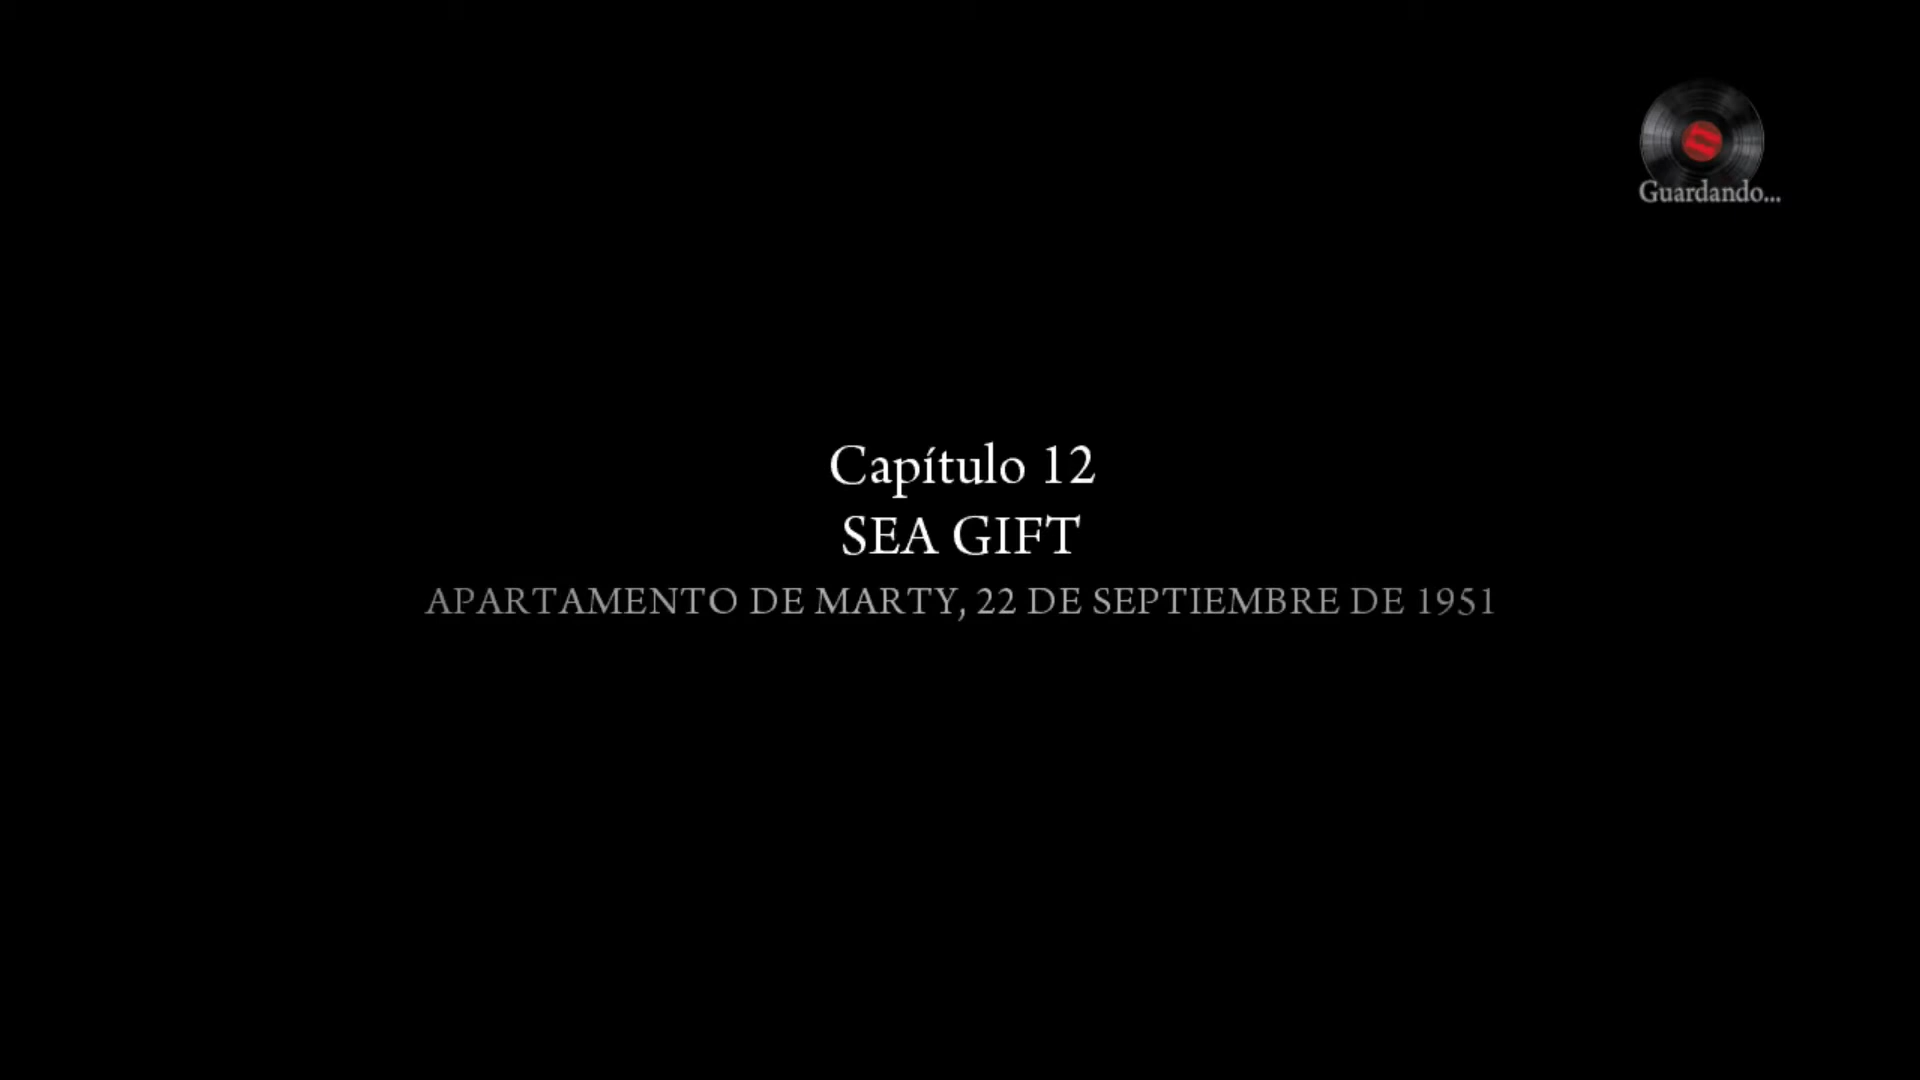 Guardando...
Capítulo 12
SEA GIFT
APARTAMENTO DE MARTY, 22 DE SEPTIEMBRE DE 1951